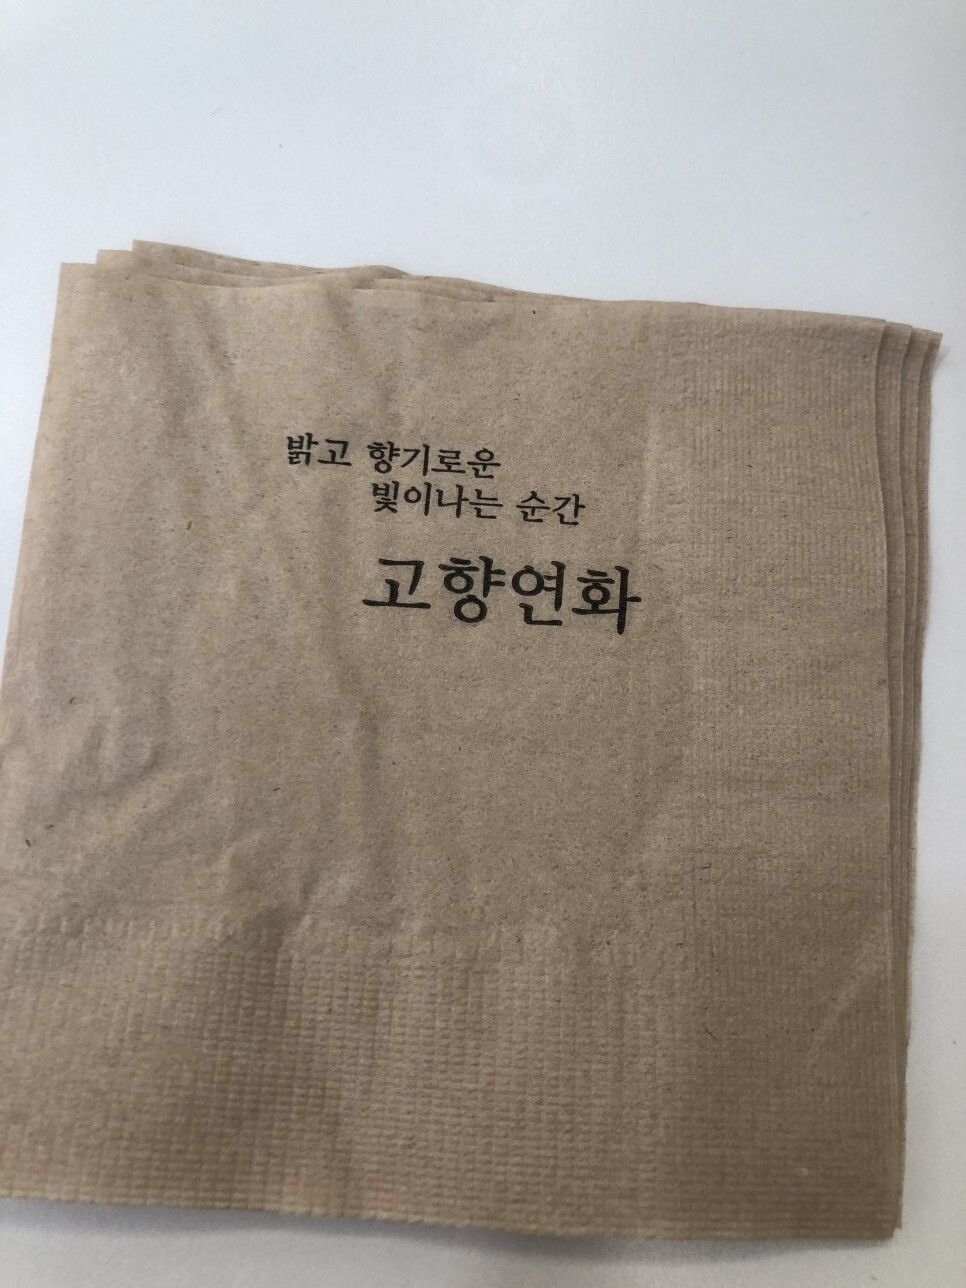 밝고 향기로운
빛이나는 순간
고향연화